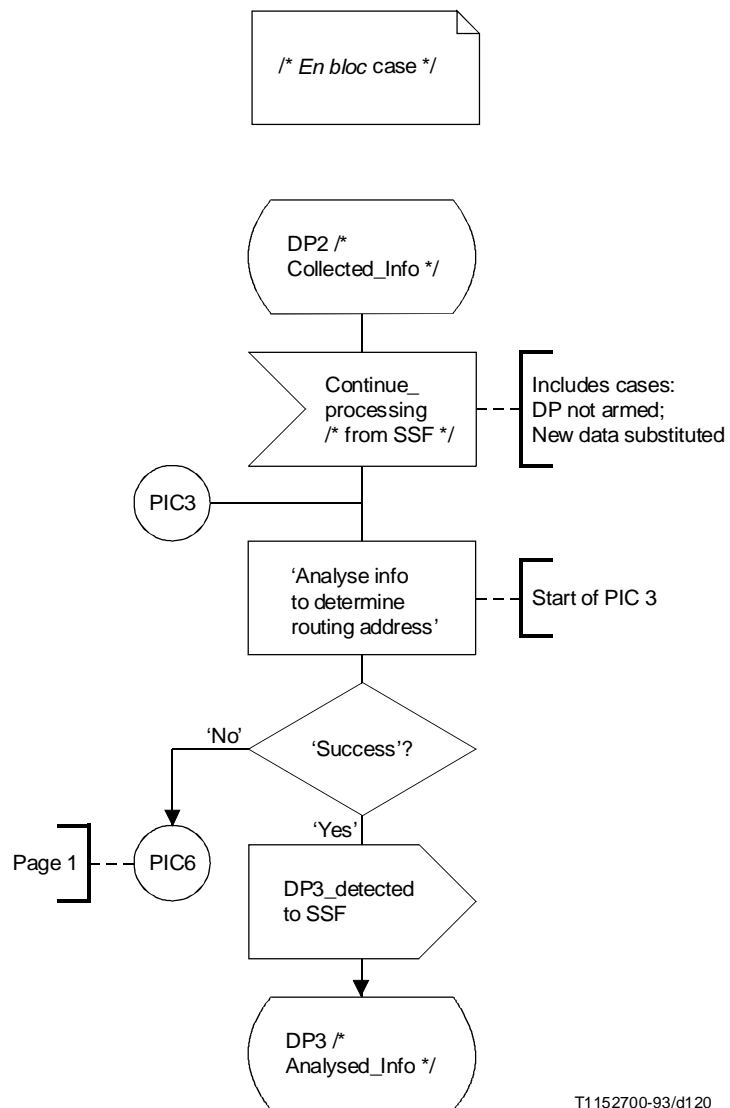 /* En bloc case */
DP2 /*
Collected_Info */
Continue_
processing
/* from SSF */
Includes cases:
DP not armed;
New data substituted
PIC3
‘Analyse info
to determine
routing address’
Start of PIC 3
‘No’
‘Success’?
‘Yes’
Page 1
PIC6
DP3_detected
to SSF
DP3 /*
Analysed_Info */
T1152700-93/d120